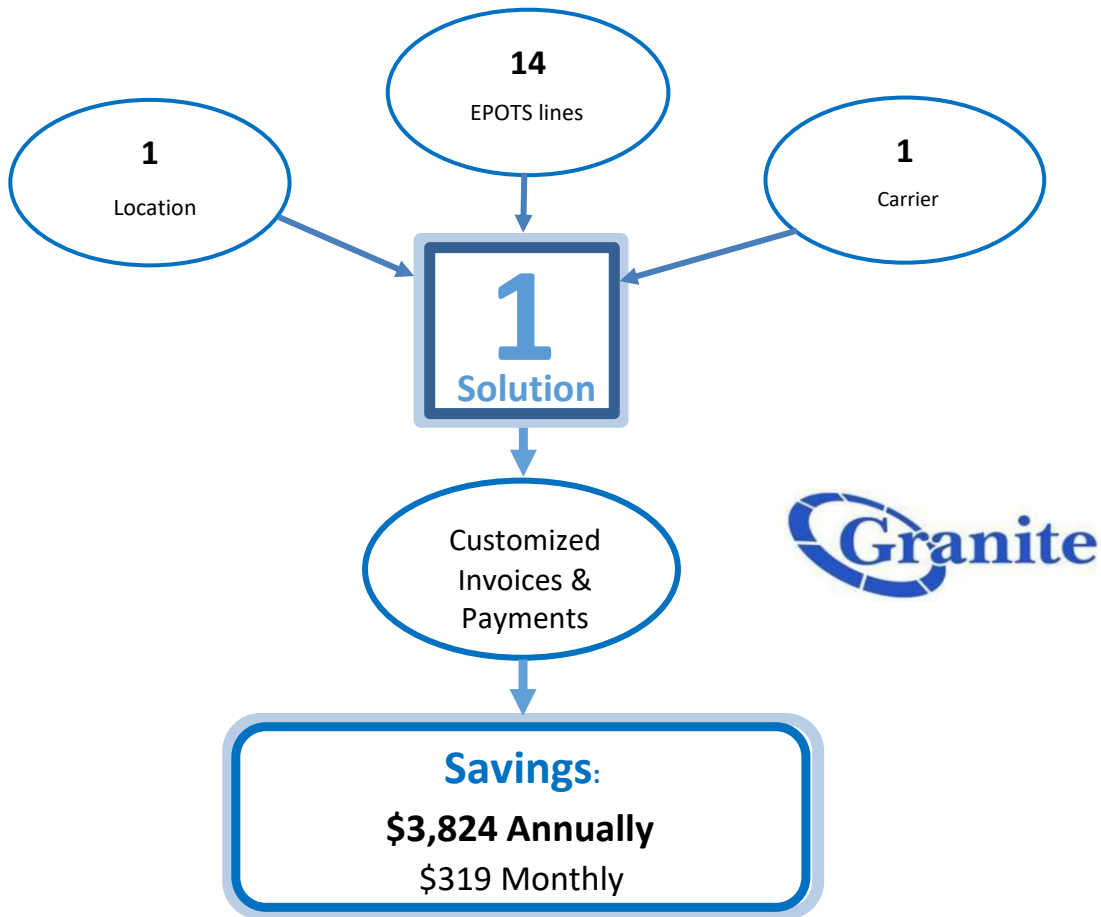 14
EPOTS lines
1
Location
1
Carrier
1
Solution
Customized
Invoices &
Payments
Granite
Savings:
$3,824 Annually
$319 Monthly